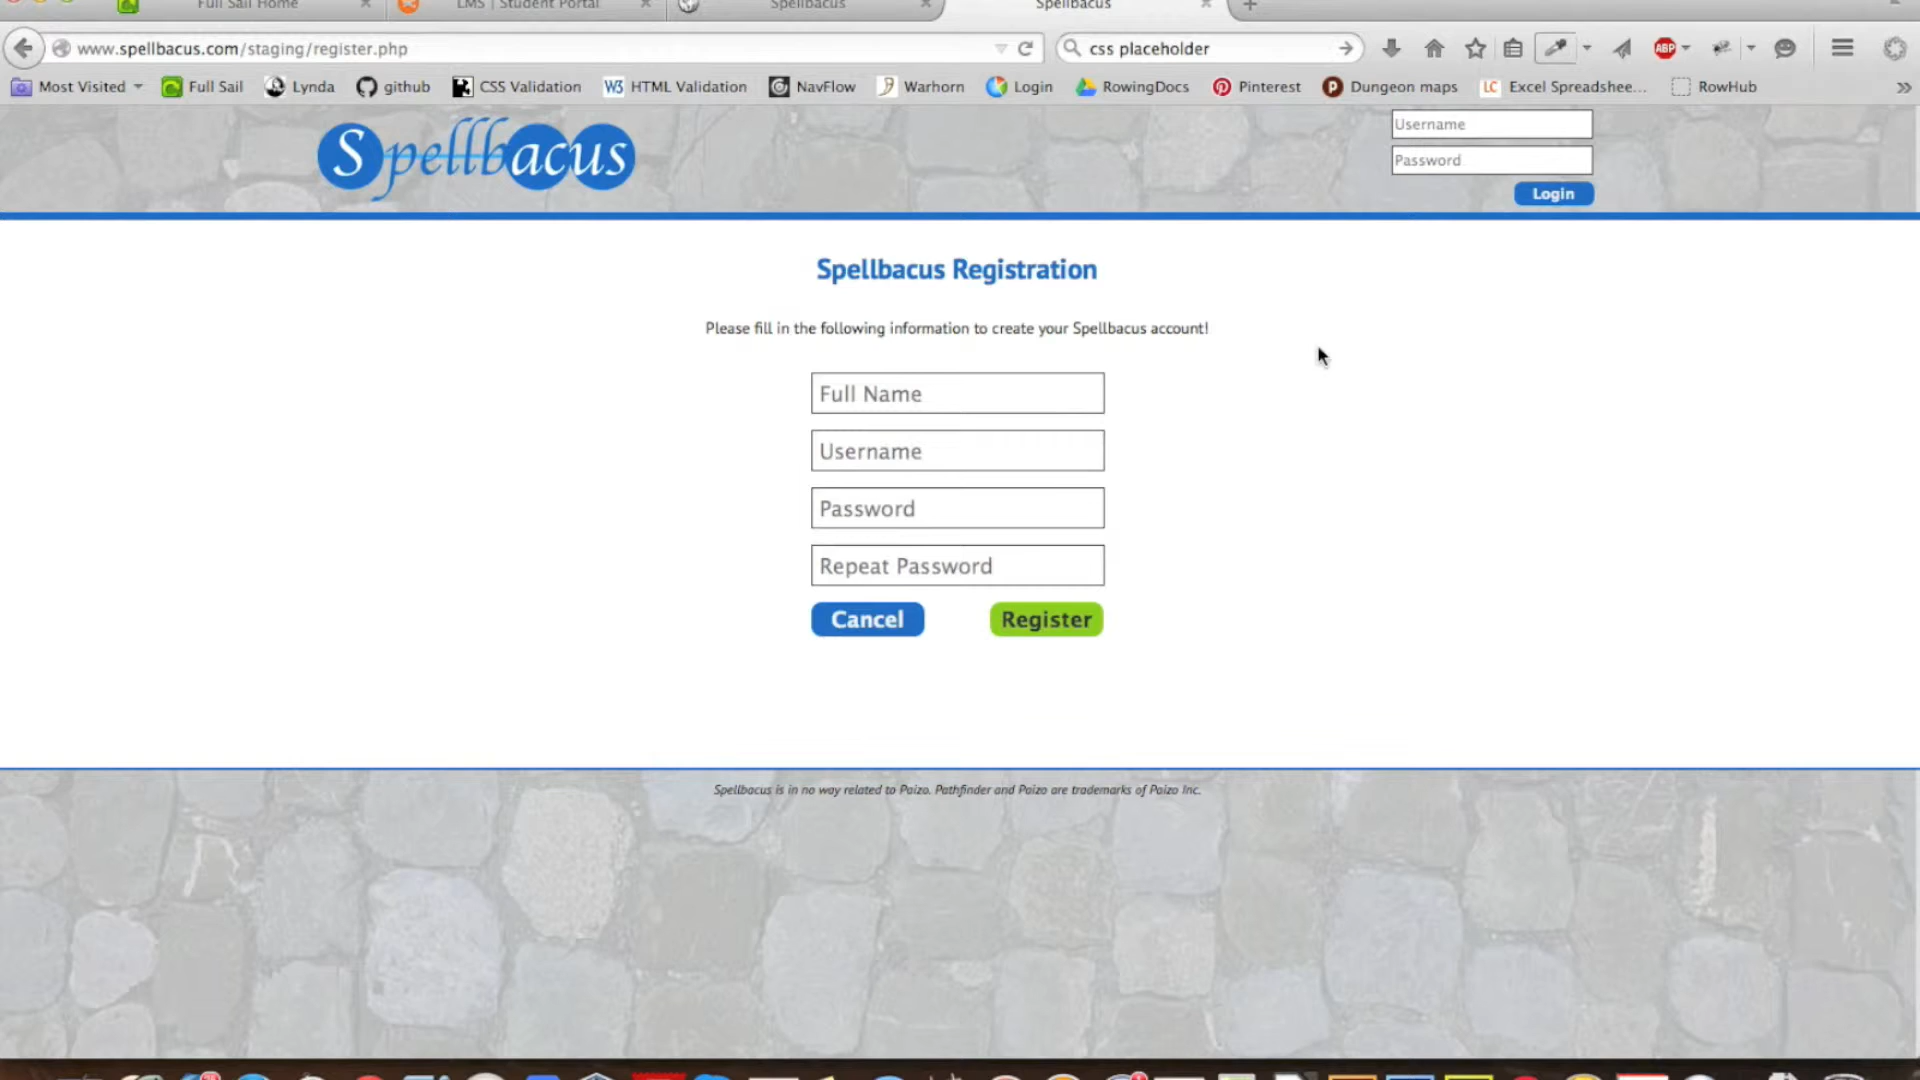 Full Sail Home
LMS | Student Portal
Spellbacus
Spellbacus
www.spellbacus.com/staging/register.php
css placeholder
ABP
Most Visited
Full Sail
Lynda
github
CSS Validation
W3 HTML Validation
NavFlow
Warhorn
Login
RowingDocs
Pinterest
Dungeon maps
LC Excel Spreadshee...
RowHub
Spellbacus
Username
Password
Login
Spellbacus Registration
Please fill in the following information to create your Spellbacus account!
Full Name
Username
Password
Repeat Password
Cancel
Register
Spellbacus is in no way related to Paizo. Pathfinder and Paizo are trademarks of Paizo Inc.